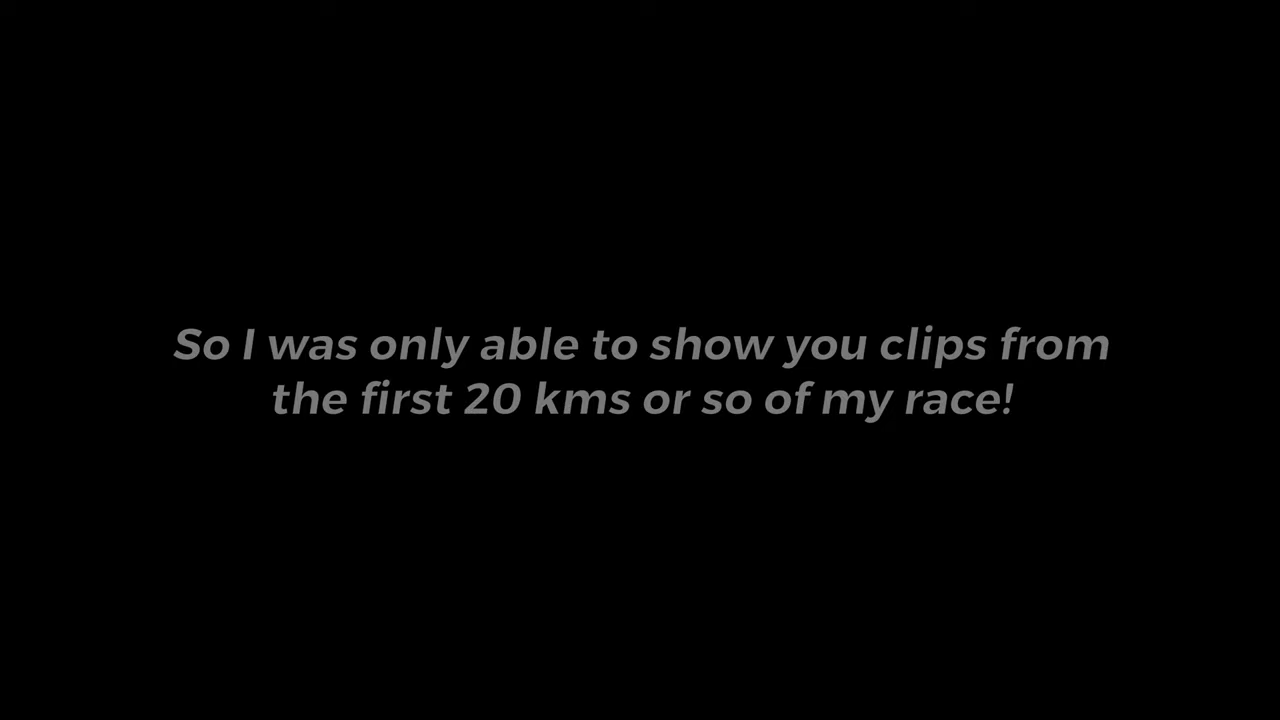 So I was only able to show you clips from
the first 20 kms or so of my race!